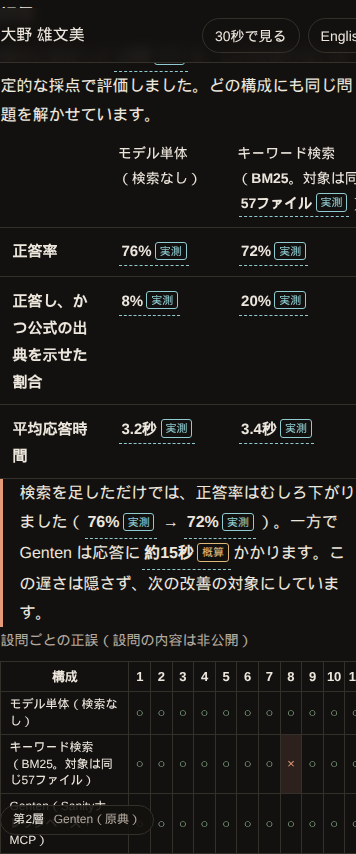 大野 雄文美
30秒で見る
Englis
定的な採点で評価しました。どの構成にも同じ問
題を解かせています。
モデル単体
（検索なし）
キーワード検索
（BM25。対象は同
57ファイル 実測
正答率 76% 実測 72% 実測
正答し、か
つ公式の出
典を示せた
割合
8% 実測 20% 実測
平均応答時
間
3.2秒 実測 3.4秒 実測
検索を足しただけでは、正答率はむしろ下がり
ました（ 76% 実測 → 72% 実測 ）。一方で
Genten は応答に 約15秒 概算 かかります。こ
の遅さは隠さず、次の改善の対象にしていま
す。
設問ごとの正誤（設問の内容は非公開）
構成 1 2 3 4 5 6 7 8 9 10
モデル単体（検索な
し）
○ ○ ○ ○ ○ ○ ○ ○ ○ ○
キーワード検索
（BM25。対象は同
じ57ファイル）
○ ○ ○ ○ ○ ○ ○ × ○ ○
第2層 Genten（原典）
○ ○ ○ ○ ○ ○ ○ ○ ○
MCP）